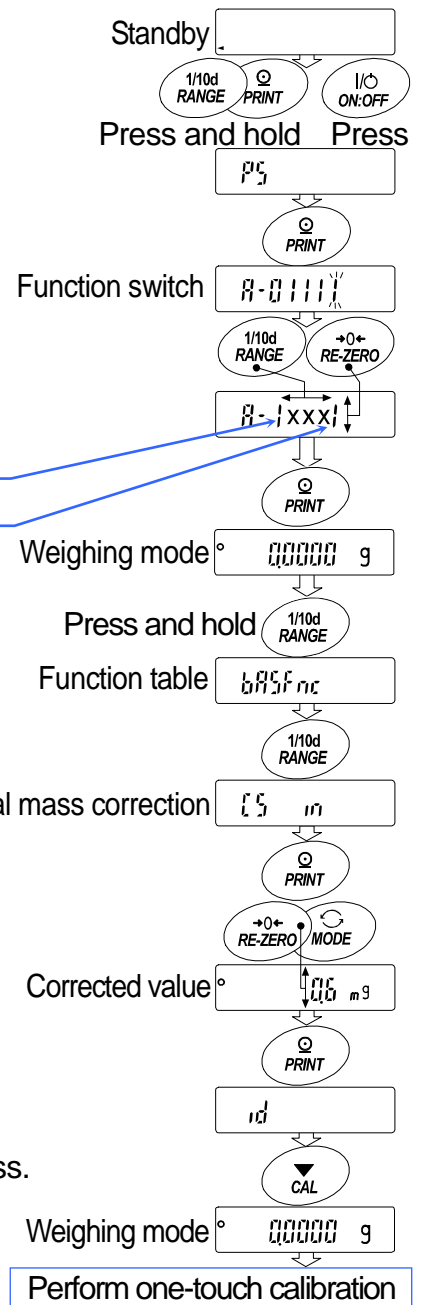 Standby
1/10d RANGE PRINT I/ ON:OFF
Press and hold Press
PS
PRINT
Function switch A-01111
1/10d RANGE →0← RE-ZERO
A-1xxx1
PRINT
Weighing mode 0.0000 g
Press and hold 1/10d RANGE
Function table bASFnc
1/10d RANGE
al mass correction CS in
PRINT
→0← RE-ZERO MODE
Corrected value 0.6 mg
PRINT
id
ss.
CAL
Weighing mode 0.0000 g
Perform one-touch calibration